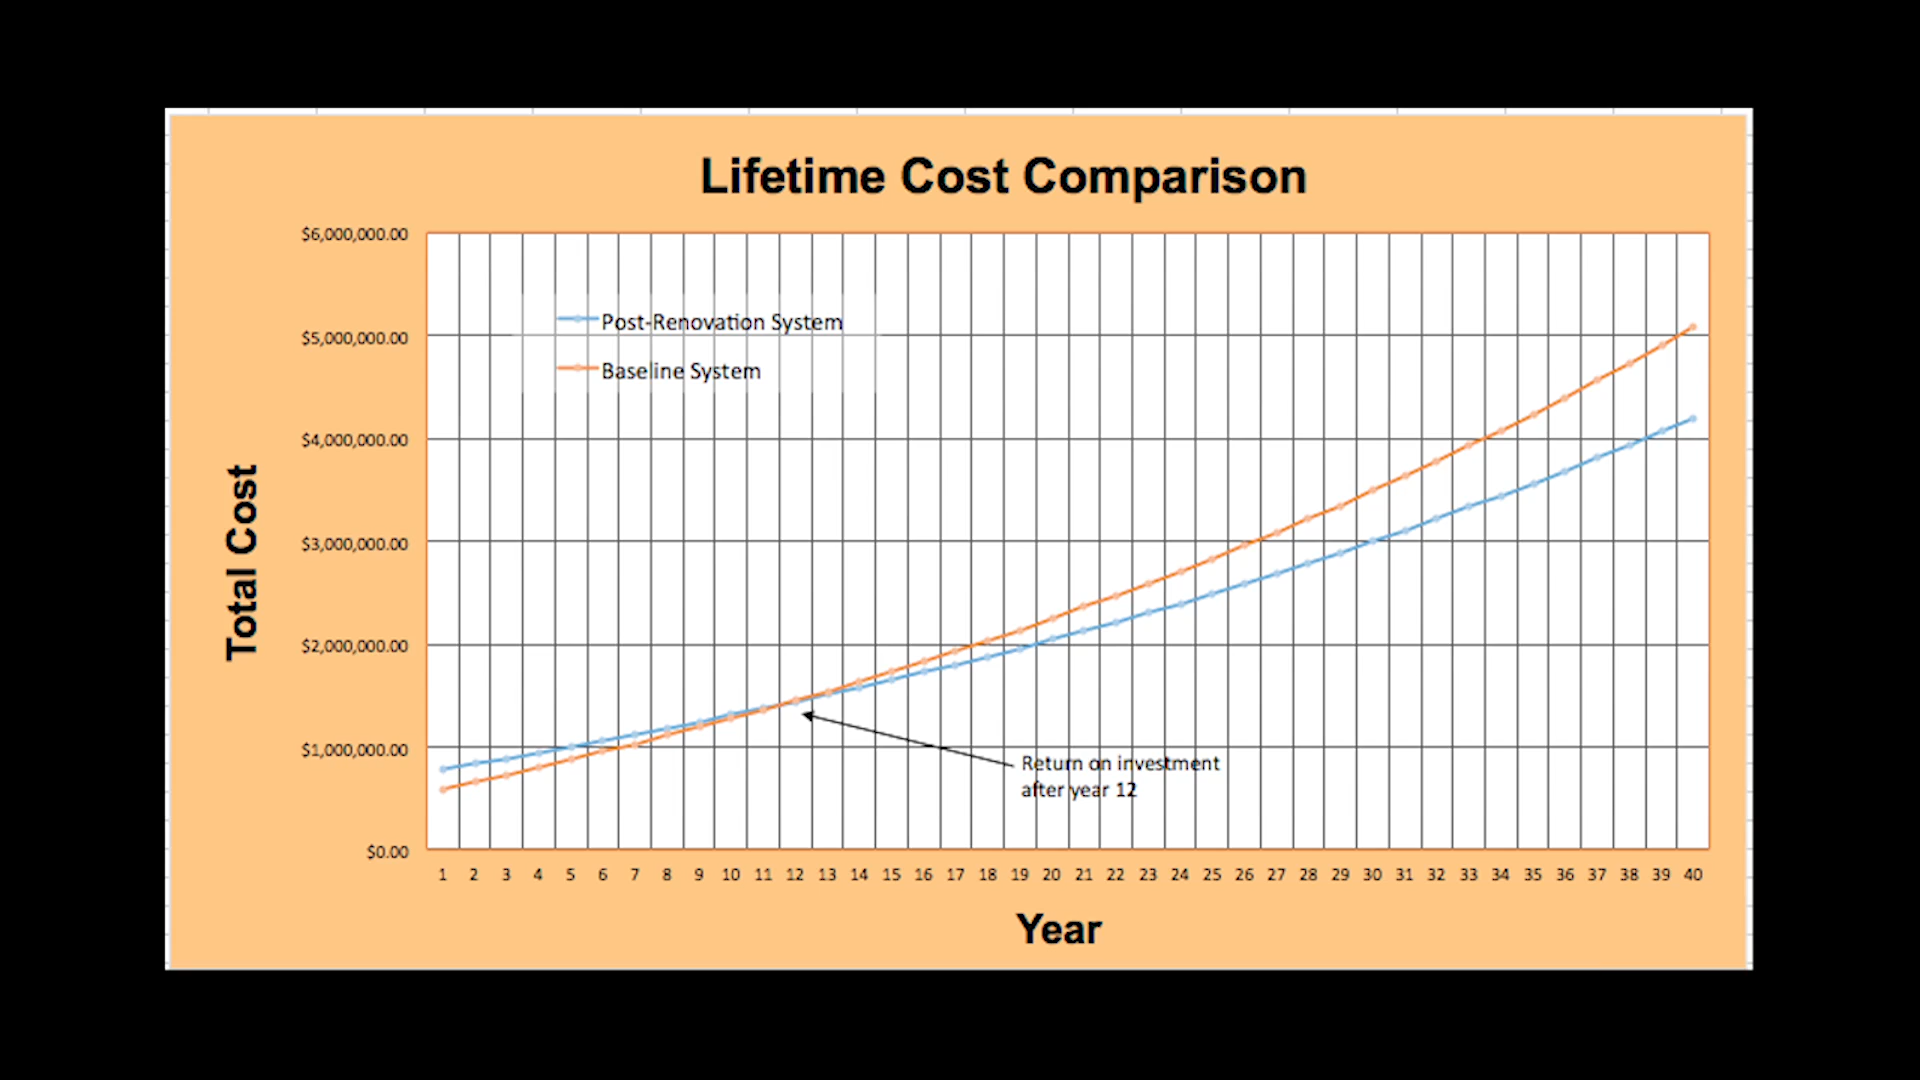 Lifetime Cost Comparison
$6,000,000.00
Post-Renovation System
$5,000,000.00
Baseline System
$4,000,000.00
Total Cost
$3,000,000.00
$2,000,000.00
$1,000,000.00
Return on investment
after year 12
$0.00
1 2 3 4 5 6 7 8 9 10 11 12 13 14 15 16 17 18 19 20 21 22 23 24 25 26 27 28 29 30 31 32 33 34 35 36 37 38 39 40
Year